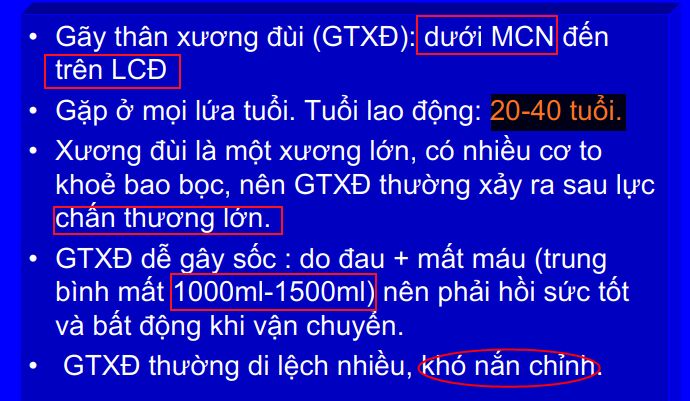 • Gãy thân xương đùi (GTXĐ): dưới MCN đến
trên LCĐ
• Gặp ở mọi lứa tuổi. Tuổi lao động: 20-40 tuổi.
• Xương đùi là một xương lớn, có nhiều cơ to
khoẻ bao bọc, nên GTXĐ thường xảy ra sau lực
chấn thương lớn.
• GTXĐ dễ gây sốc : do đau + mất máu (trung
bình mất 1000ml-1500ml) nên phải hồi sức tốt
và bất động khi vận chuyển.
• GTXĐ thường di lệch nhiều, khó nắn chỉnh.